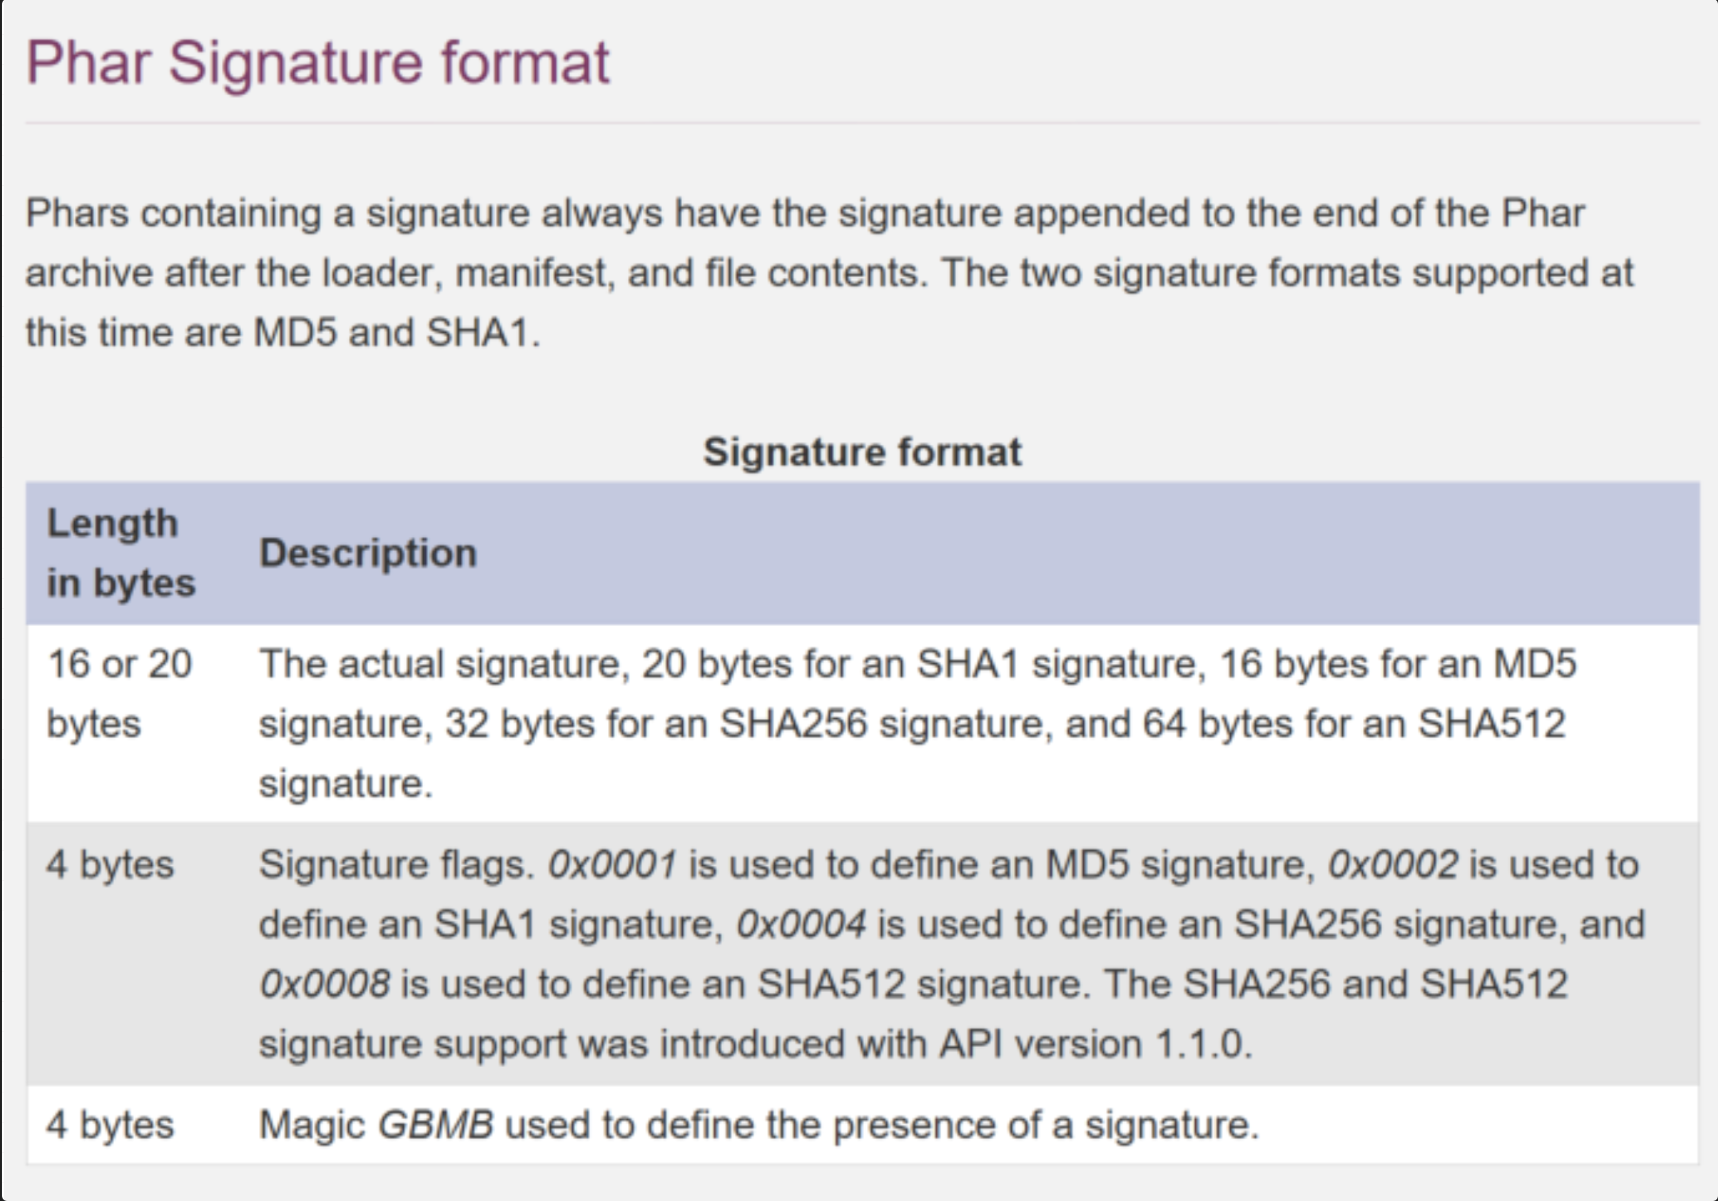 Phar Signature format
Phars containing a signature always have the signature appended to the end of the Phar
archive after the loader, manifest, and file contents. The two signature formats supported at
this time are MD5 and SHA1.
Signature format
Length
in bytes
Description
16 or 20
bytes
The actual signature, 20 bytes for an SHA1 signature, 16 bytes for an MD5
signature, 32 bytes for an SHA256 signature, and 64 bytes for an SHA512
signature.
4 bytes
Signature flags. 0x0001 is used to define an MD5 signature, 0x0002 is used to
define an SHA1 signature, 0x0004 is used to define an SHA256 signature, and
0x0008 is used to define an SHA512 signature. The SHA256 and SHA512
signature support was introduced with API version 1.1.0.
4 bytes
Magic GBMB used to define the presence of a signature.